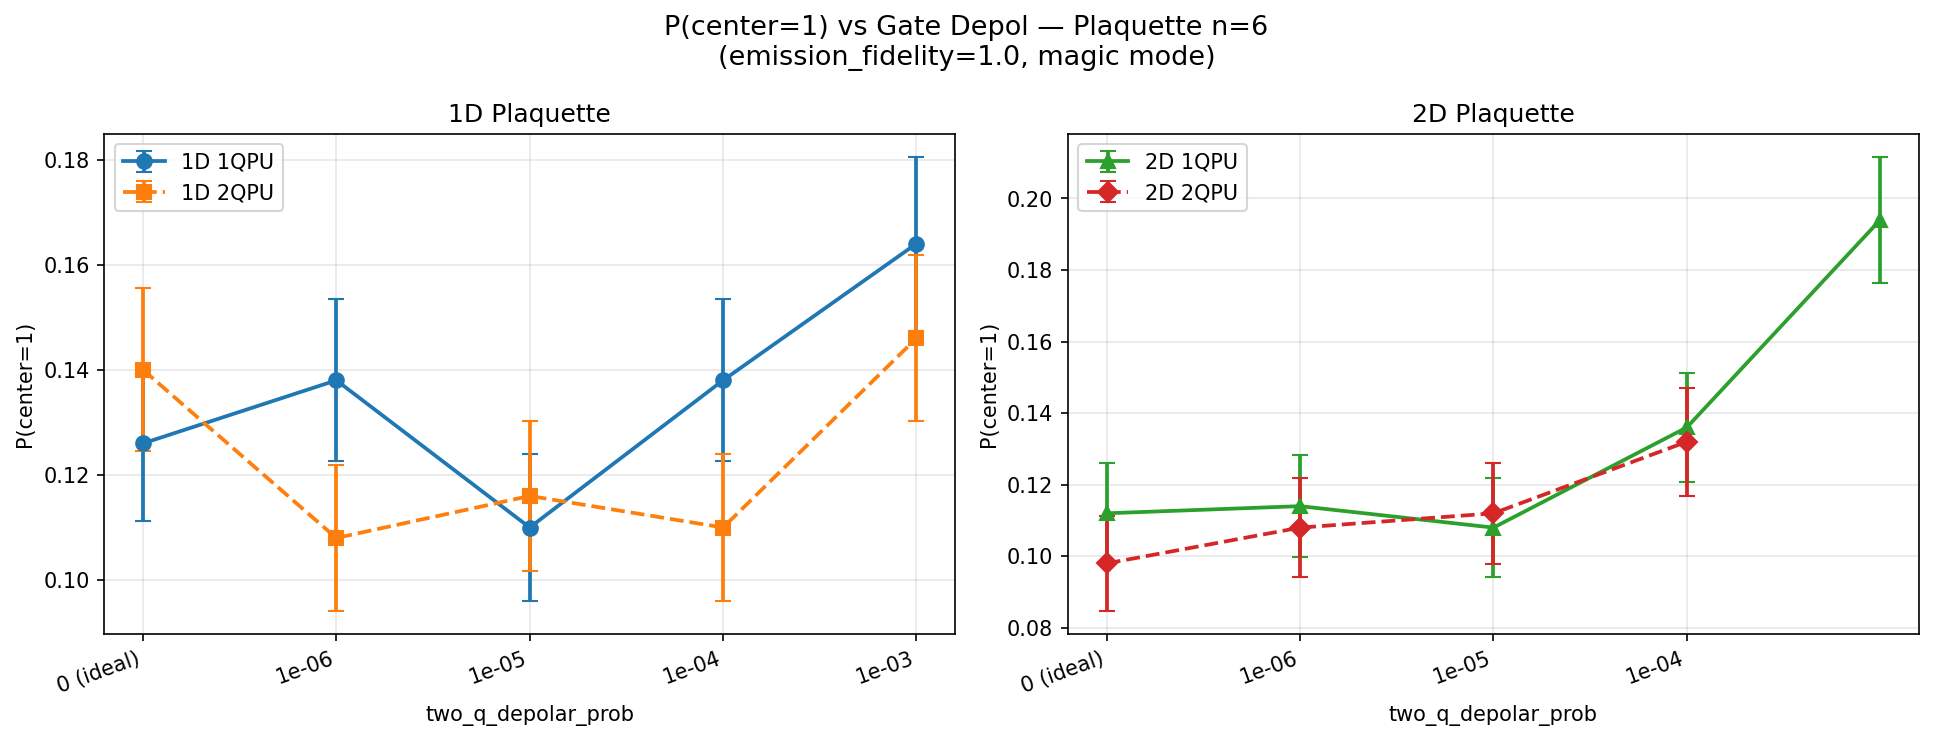 P(center=1) vs Gate Depol — Plaquette n=6
(emission_fidelity=1.0, magic mode)
1D Plaquette
1D 1QPU
1D 2QPU
P(center=1)
0.18
0.16
0.14
0.12
0.10
0 (ideal)
1e-06
1e-05
1e-04
1e-03
two_q_depolar_prob
2D Plaquette
2D 1QPU
2D 2QPU
P(center=1)
0.20
0.18
0.16
0.14
0.12
0.10
0.08
0 (ideal)
1e-06
1e-05
1e-04
two_q_depolar_prob